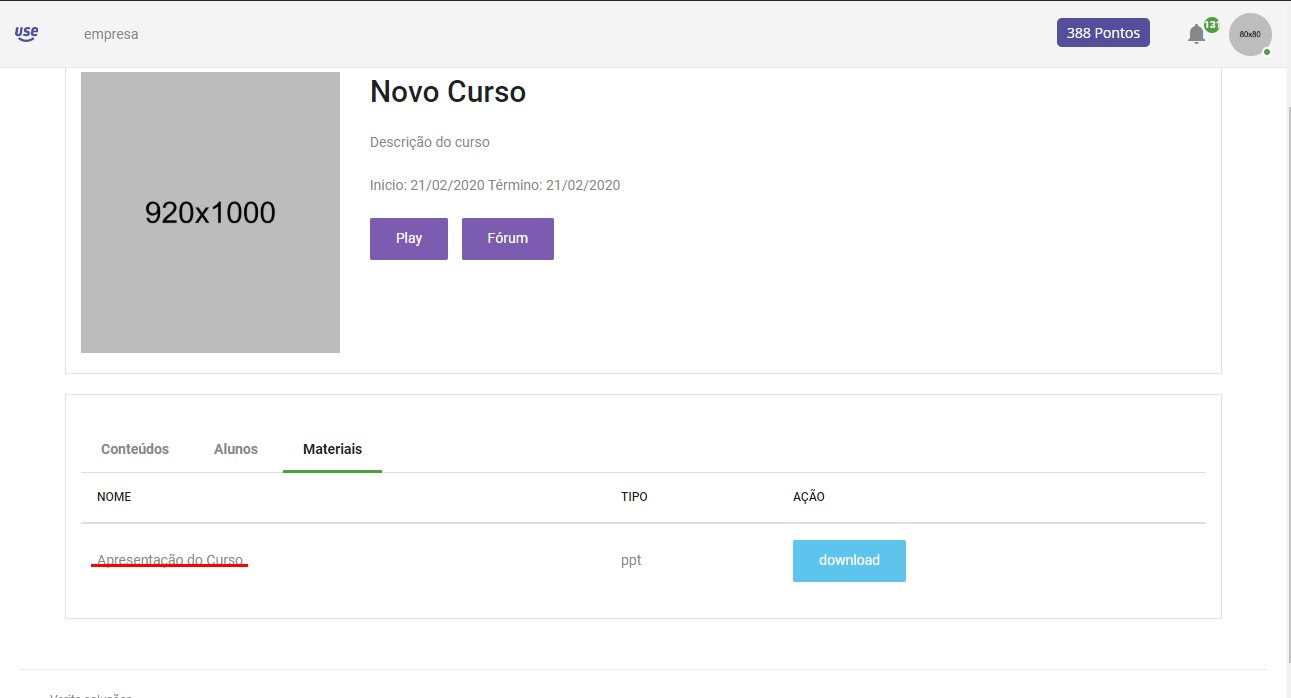 use empresa 388 Pontos 131 80x80
920x1000
Novo Curso
Descrição do curso
Inicio: 21/02/2020 Término: 21/02/2020
Play Fórum
Conteúdos Alunos Materiais
NOME TIPO AÇÃO
Apresentação do Curso ppt download